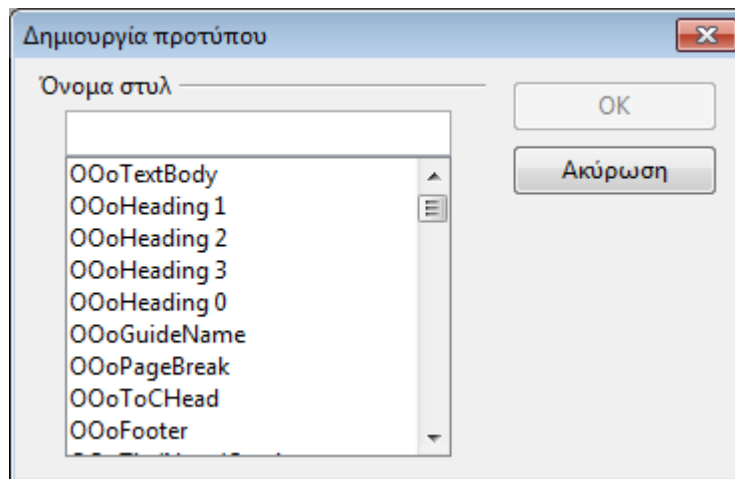 Δημιουργία προτύπου
Όνομα στυλ
OK
Ακύρωση
OOoTextBody
OOoHeading 1
OOoHeading 2
OOoHeading 3
OOoHeading 0
OOoGuideName
OOoPageBreak
OOoToCHead
OOoFooter